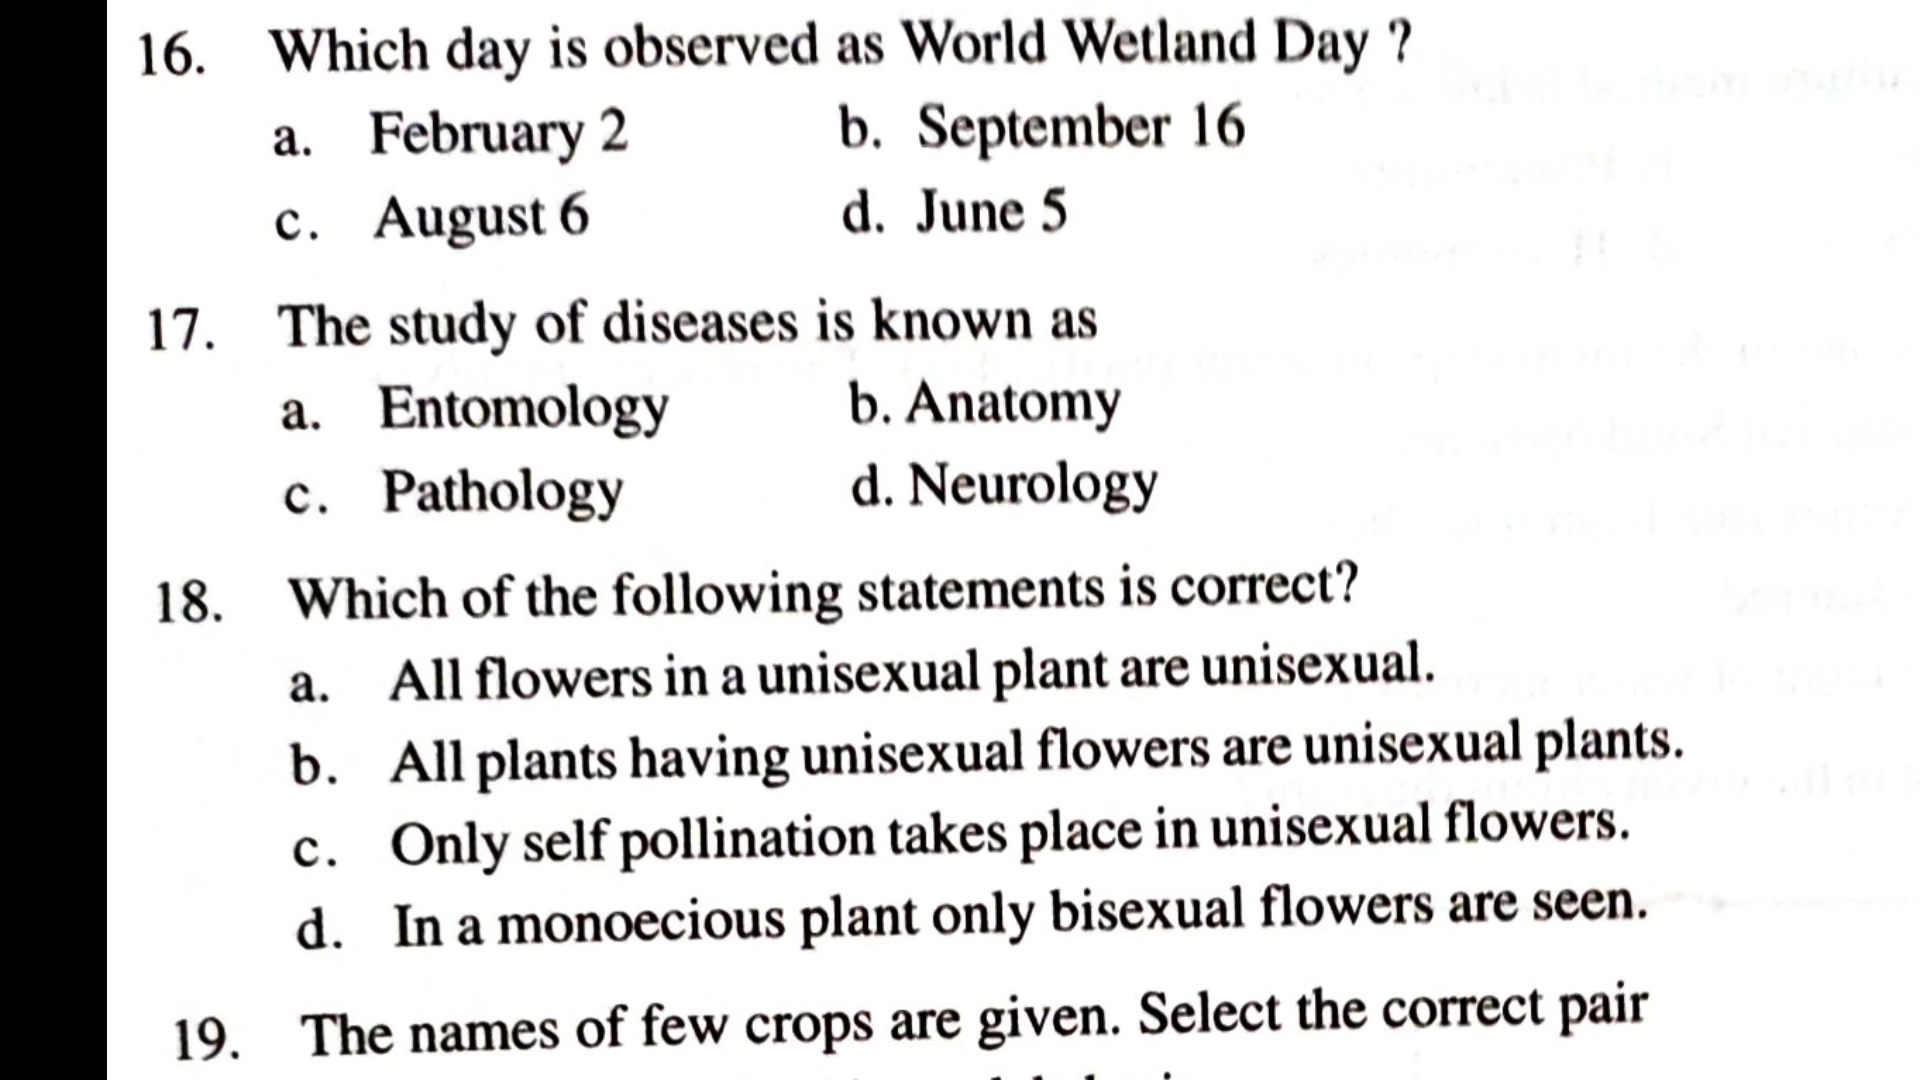 16. Which day is observed as World Wetland Day ?
a. February 2 b. September 16
c. August 6 d. June 5
17. The study of diseases is known as
a. Entomology b. Anatomy
c. Pathology d. Neurology
18. Which of the following statements is correct?
a. All flowers in a unisexual plant are unisexual.
b. All plants having unisexual flowers are unisexual plants.
c. Only self pollination takes place in unisexual flowers.
d. In a monoecious plant only bisexual flowers are seen.
19. The names of few crops are given. Select the correct pair